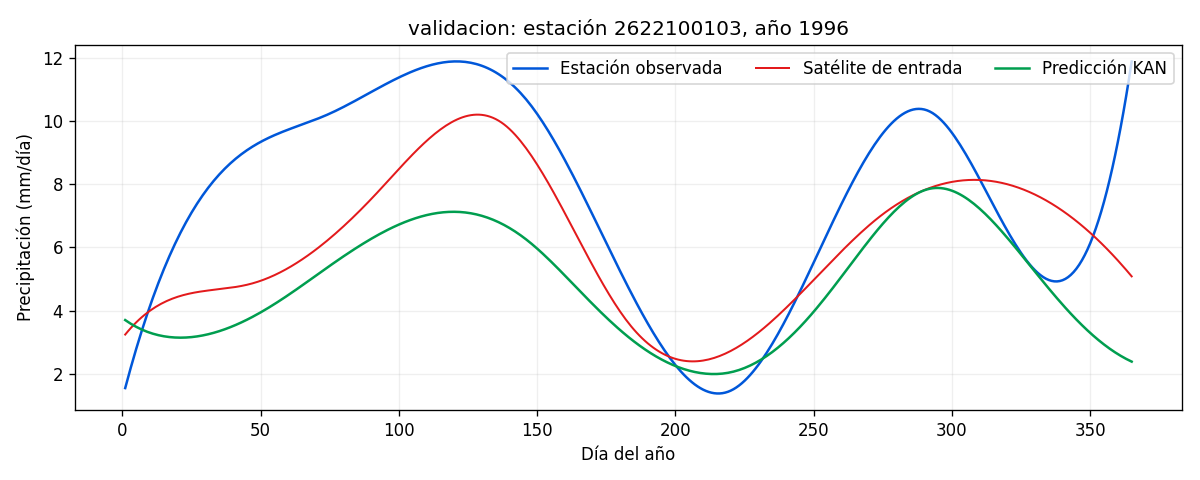 validacion: estación 2622100103, año 1996
Estación observada Satélite de entrada Predicción KAN
Precipitación (mm/día)
12
10
8
6
4
2
0 50 100 150 200 250 300 350
Día del año